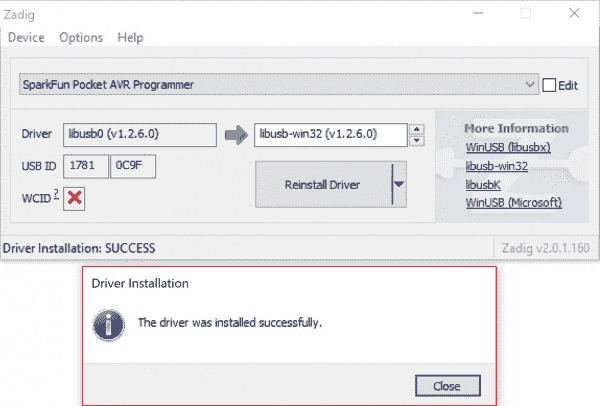 Zadig
Device Options Help
SparkFun Pocket AVR Programmer Edit
Driver libusb0 (v1.2.6.0) libusb-win32 (v1.2.6.0)
USB ID 1781 0C9F
WCID ?
Reinstall Driver
More Information
WinUSB (libusbx)
libusb-win32
libusbK
WinUSB (Microsoft)
Driver Installation: SUCCESS Zadig v2.0.1.160
Driver Installation
The driver was installed successfully.
Close